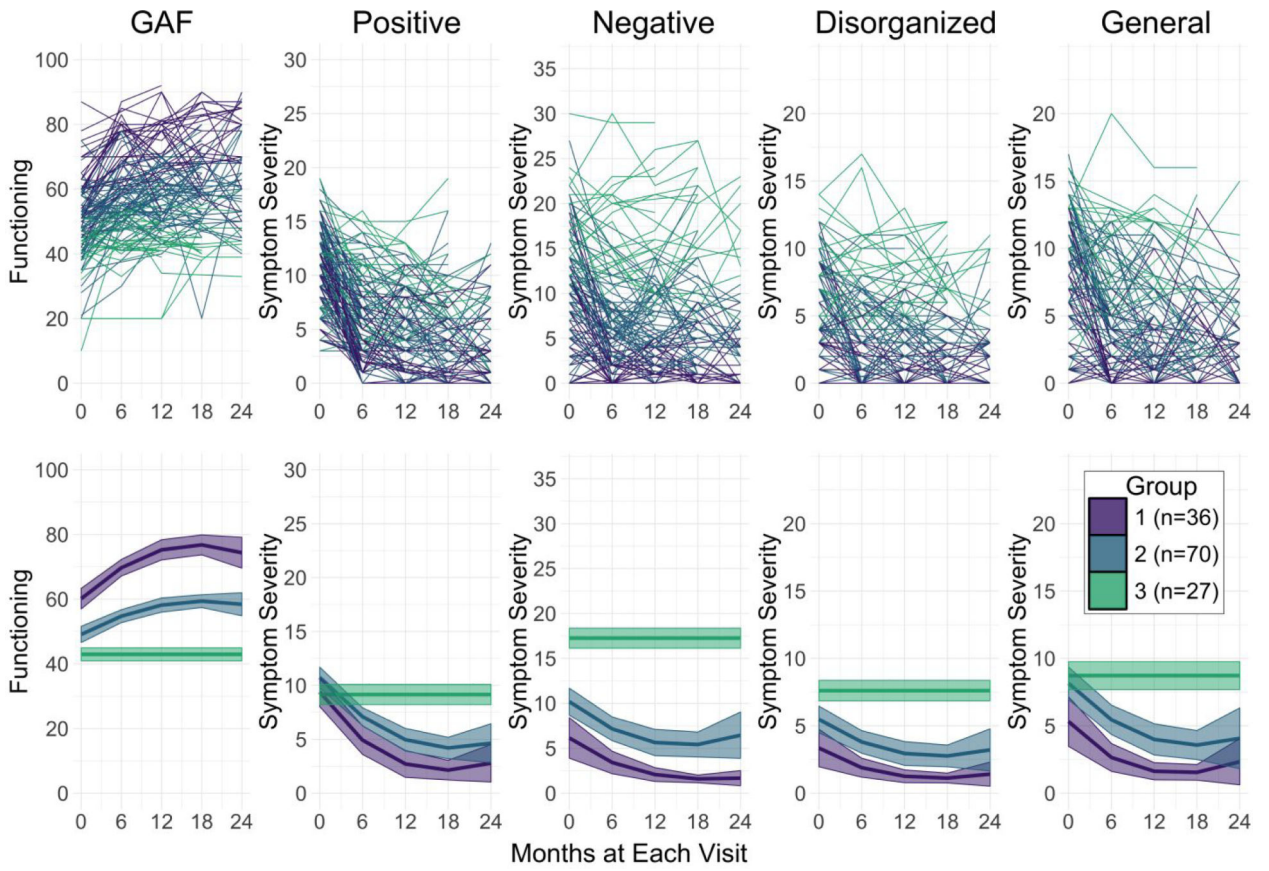 GAF Positive Negative Disorganized General
Functioning
100
80
60
40
20
0
0 6 12 18 24
Symptom Severity
30
25
20
15
10
5
0
0 6 12 18 24
Symptom Severity
35
30
25
20
15
10
5
0
0 6 12 18 24
Symptom Severity
20
15
10
5
0
0 6 12 18 24
Symptom Severity
20
15
10
5
0
0 6 12 18 24
Functioning
100
80
60
40
20
0
0 6 12 18 24
Symptom Severity
30
25
20
15
10
5
0
0 6 12 18 24
Symptom Severity
35
30
25
20
15
10
5
0
0 6 12 18 24
Symptom Severity
20
15
10
5
0
0 6 12 18 24
Symptom Severity
20
10
5
0
0 6 12 18 24
Group
1 (n=36)
2 (n=70)
3 (n=27)
Months at Each Visit